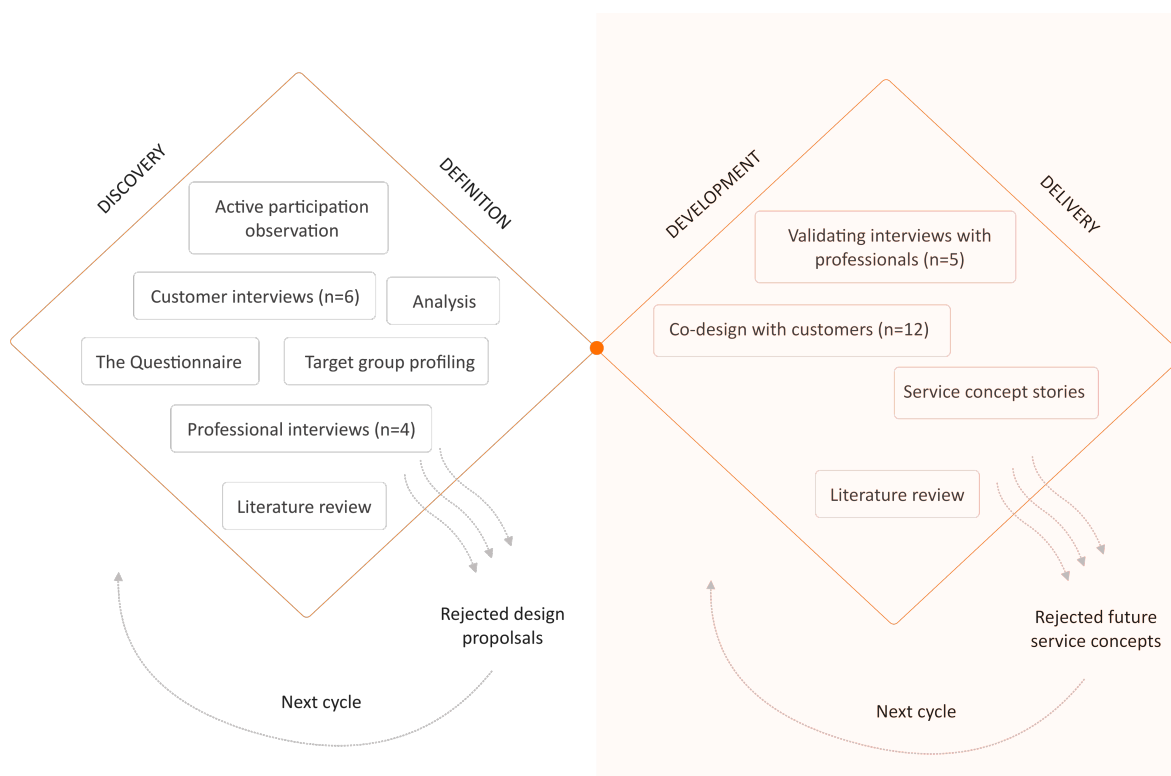 DISCOVERY
DEFINITION
Active participation
observation
Customer interviews (n=6)
Analysis
The Questionnaire
Target group profiling
Professional interviews (n=4)
Literature review
Rejected design
propolsals
Next cycle
DEVELOPMENT
DELIVERY
Validating interviews with
professionals (n=5)
Co-design with customers (n=12)
Service concept stories
Literature review
Rejected future
service concepts
Next cycle